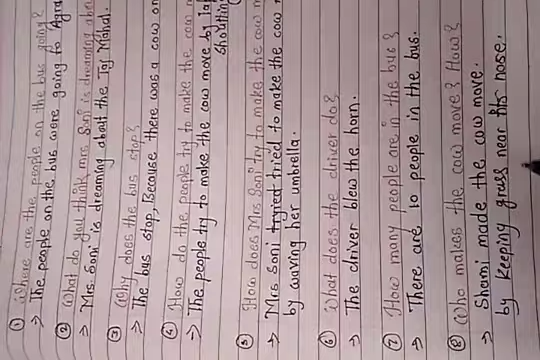 ① Where are the people on the bus going?
→ The people on the bus were going to Agra
② What do you think mrs Soni is dreaming abou
→ Mrs. Soni is dreaming about the Taj Mahal.
③ Why does the bus stop?
→ The bus stop, Because there was a cow on
④ How do the people try to make the cow m
→ The people try to make the cow move by
shouting
⑤ How does Mrs Soni try to make the cow m
→ Mrs Soni tryred tried to make the cow
by waving her umbrella.
⑥ What does the driver do?
→ The driver blew the horn.
⑦ How many people are in the bus?
→ There are 10 people in the bus.
⑧ Who makes the cow move? How?
→ Shami made the cow move.
by keeping grass near its nose.